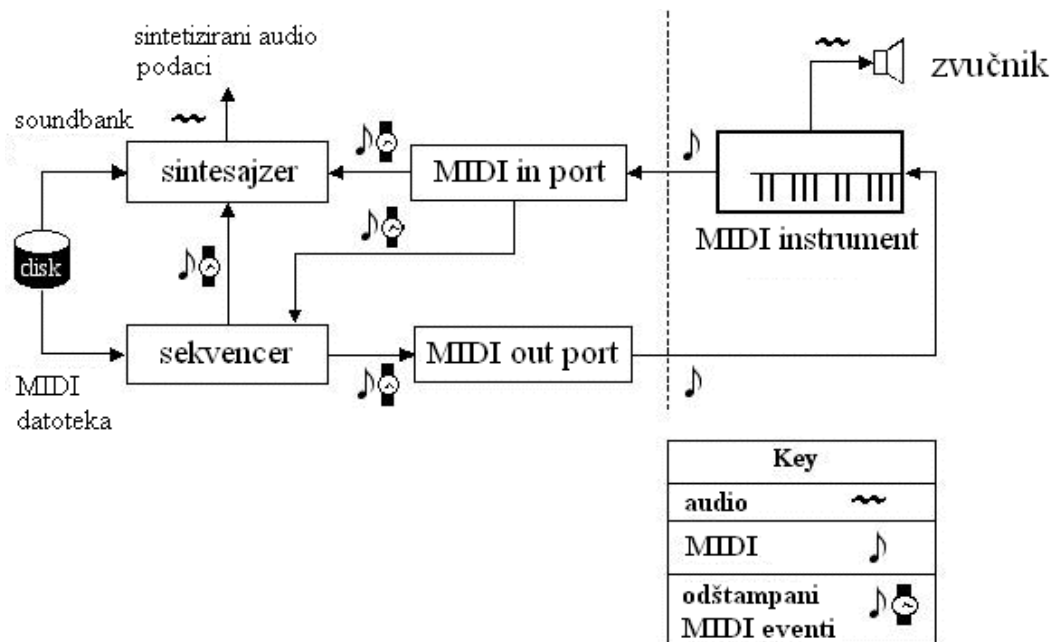 sintetizirani audio
podaci
zvučnik
soundbank
sintesajzer
MIDI in port
MIDI instrument
disk
sekvencer
MIDI out port
MIDI
datoteka
Key
audio
MIDI
odštampani
MIDI eventi